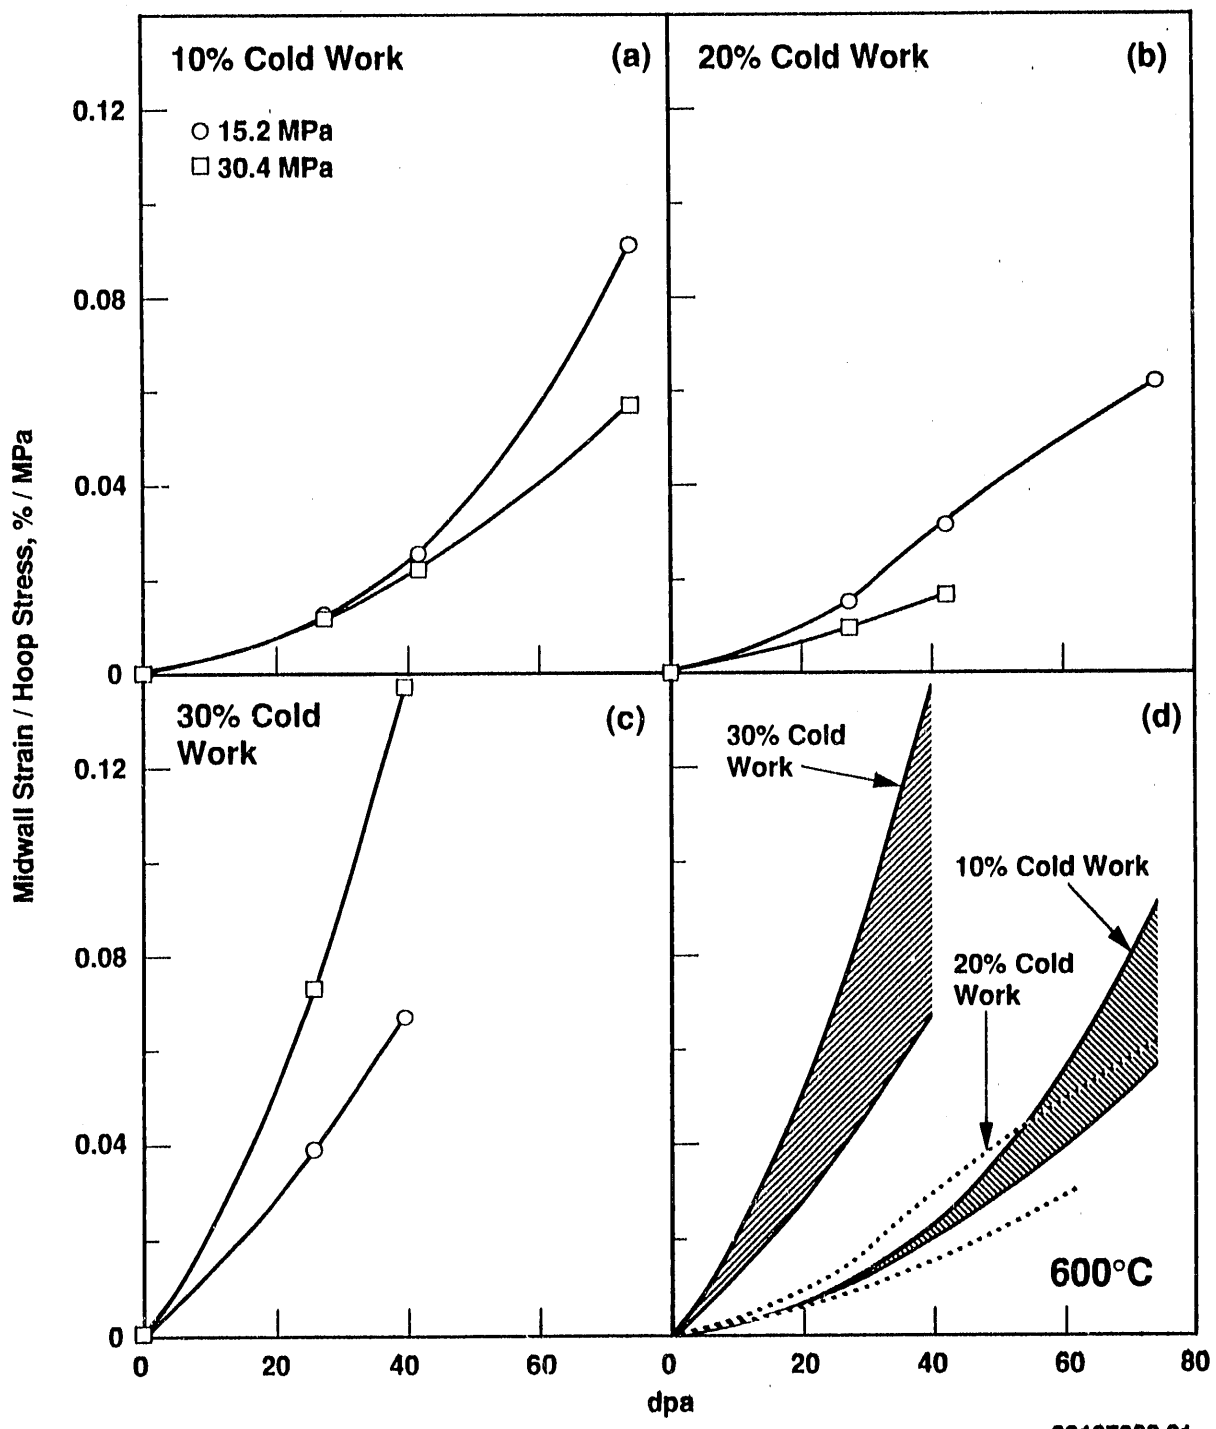 10% Cold Work
(a)
15.2 MPa
30.4 MPa
20% Cold Work
(b)
0.12
0.08
0.04
0
Midwall Strain / Hoop Stress, % / MPa
30% Cold
Work
(c)
0.12
0.08
0.04
0
0
20
40
60
30% Cold
Work
(d)
10% Cold Work
20% Cold
Work
600°C
0
20
40
60
80
dpa